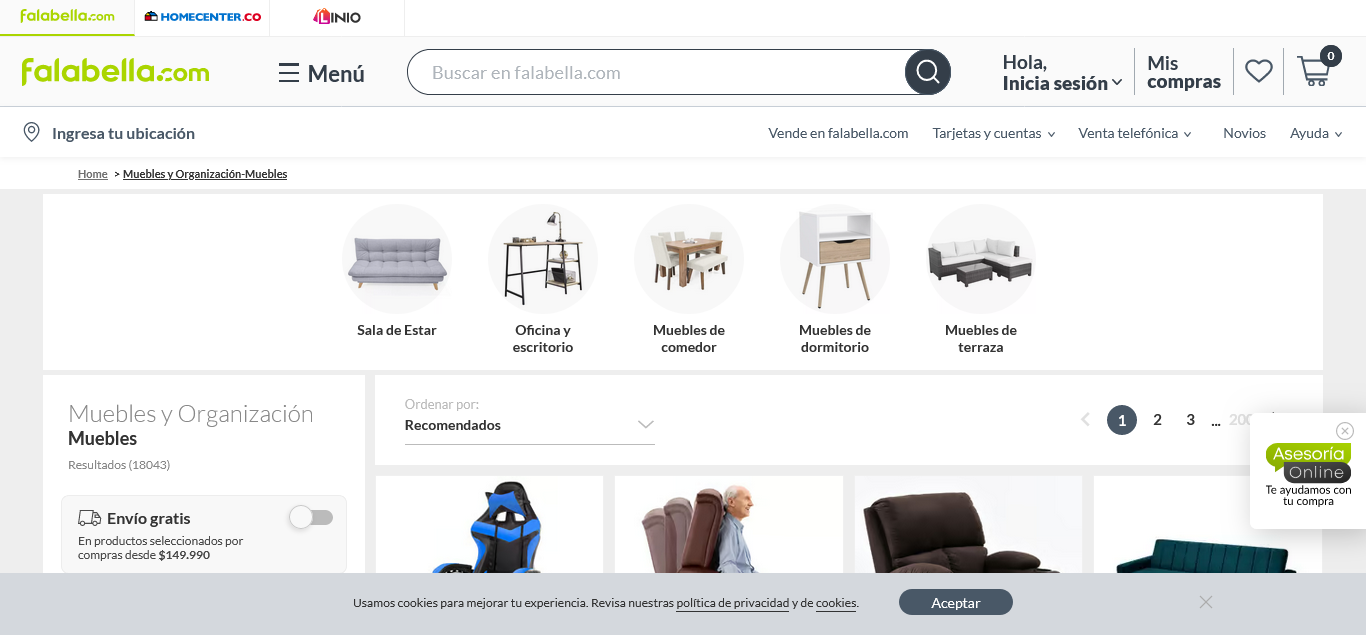 falabella.com HOMECENTER.CO LINIO
falabella.com
Menú
Buscar en falabella.com
Hola,
Inicia sesión
Mis
compras
0
Ingresa tu ubicación
Vende en falabella.com Tarjetas y cuentas Venta telefónica Novios Ayuda
Home > Muebles y Organización-Muebles
Sala de Estar
Oficina y
escritorio
Muebles de
comedor
Muebles de
dormitorio
Muebles de
terraza
Muebles y Organización
Muebles
Resultados (18043)
Envío gratis
En productos seleccionados por
compras desde $149.990
Ordenar por:
Recomendados
1 2 3 ... 200
Asesoría
Online
Te ayudamos con
tu compra
Usamos cookies para mejorar tu experiencia. Revisa nuestras política de privacidad y de cookies.
Aceptar